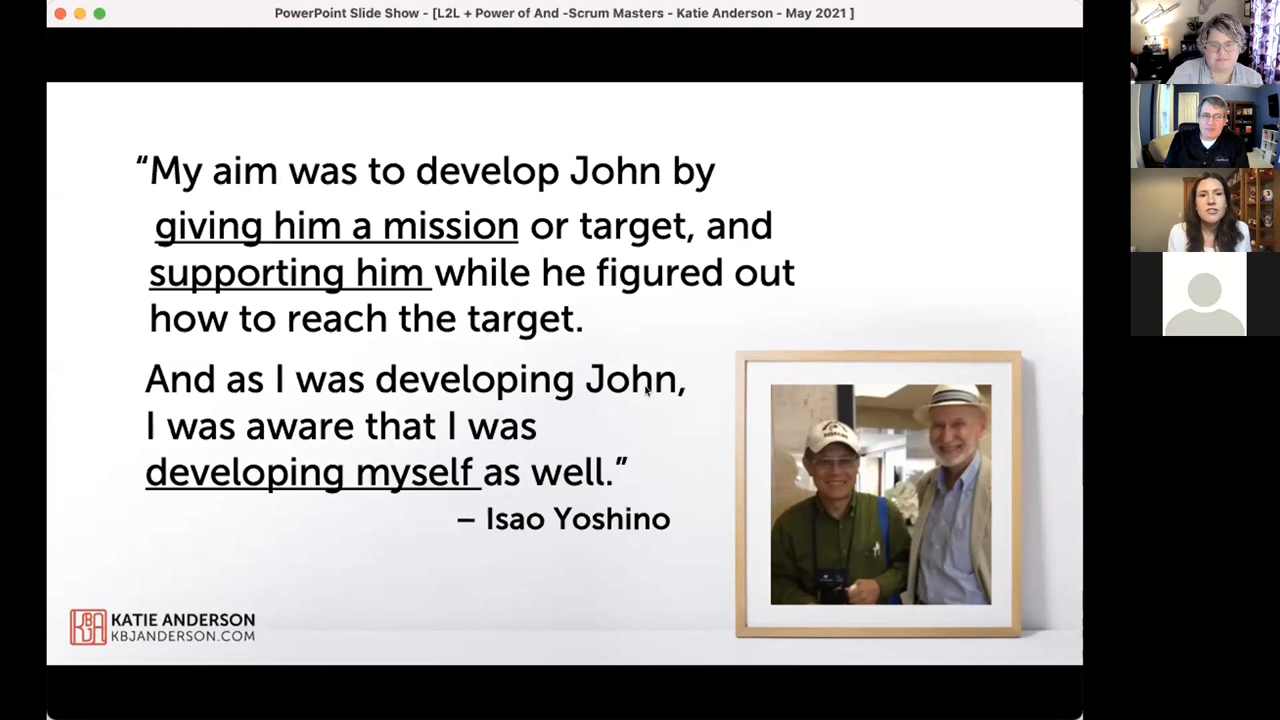 PowerPoint Slide Show - [L2L + Power of And -Scrum Masters - Katie Anderson - May 2021 ]
“My aim was to develop John by
giving him a mission or target, and
supporting him while he figured out
how to reach the target.
And as I was developing John,
I was aware that I was
developing myself as well.”
– Isao Yoshino
KATIE ANDERSON
KBJANDERSON.COM